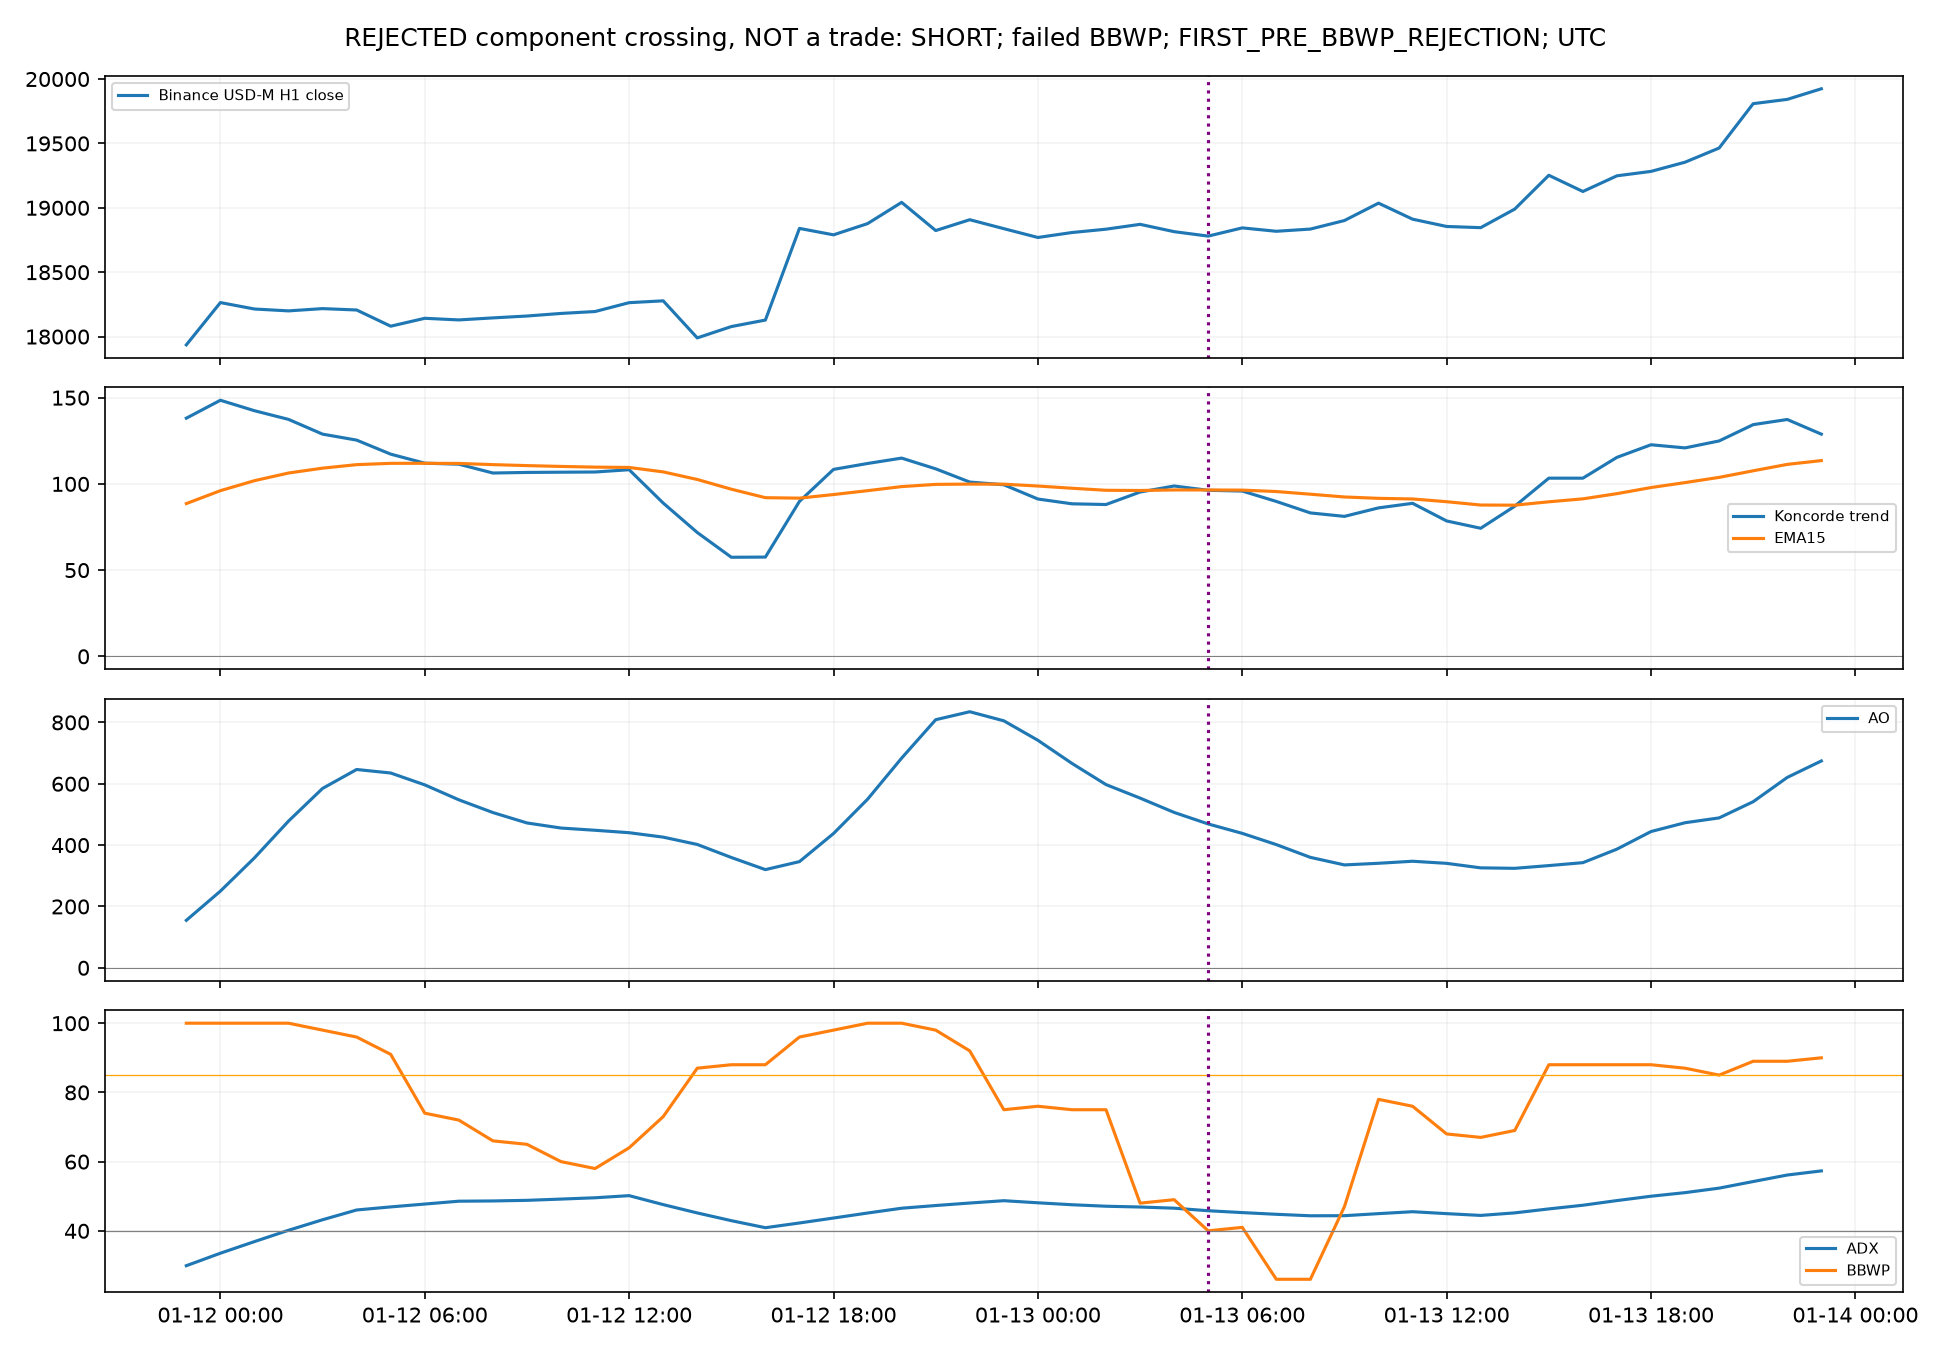 REJECTED component crossing, NOT a trade: SHORT; failed BBWP; FIRST_PRE_BBWP_REJECTION; UTC
20000
19500
19000
18500
18000
Binance USD-M H1 close
150
100
50
0
Koncorde trend
EMA15
800
600
400
200
0
AO
100
80
60
40
ADX
BBWP
01-12 00:00 01-12 06:00 01-12 12:00 01-12 18:00 01-13 00:00 01-13 06:00 01-13 12:00 01-13 18:00 01-14 00:00